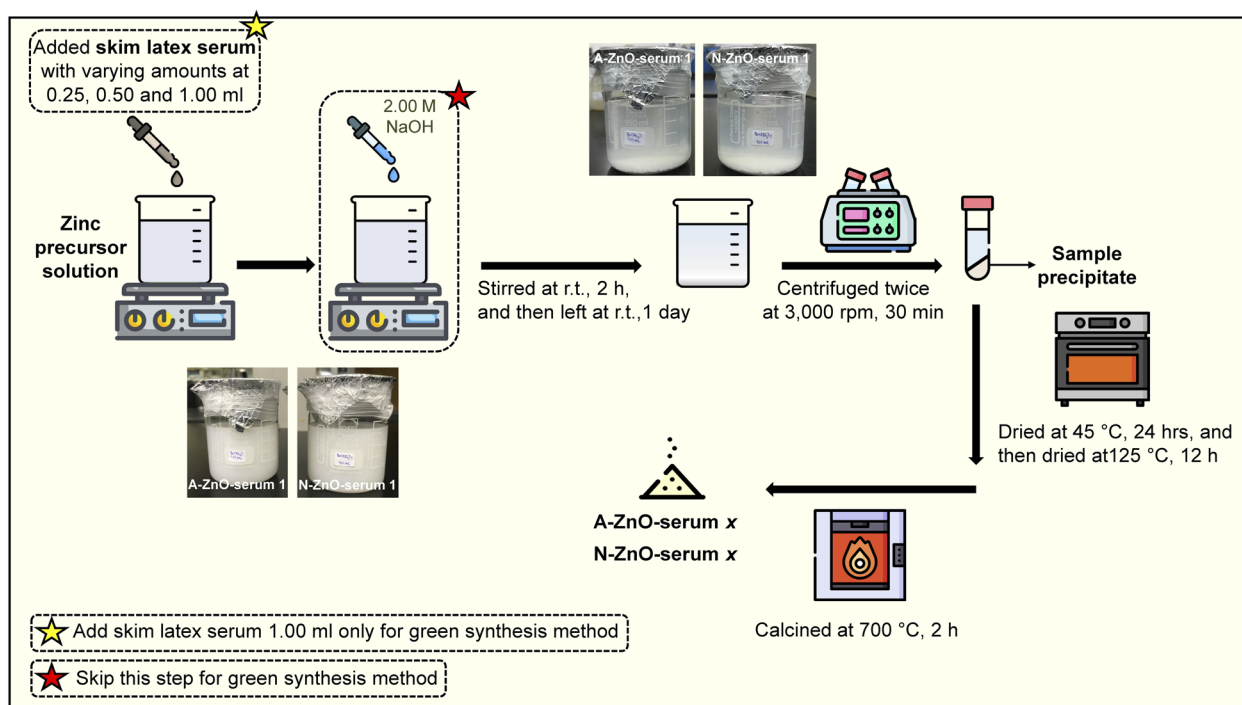 Added skim latex serum
with varying amounts at
0.25, 0.50 and 1.00 ml
2.00 M
NaOH
Zinc
precursor
solution
A-ZnO-serum 1
N-ZnO-serum 1
Stirred at r.t., 2 h,
and then left at r.t.,1 day
A-ZnO-serum 1
N-ZnO-serum 1
Centrifuged twice
at 3,000 rpm, 30 min
Sample
precipitate
Dried at 45 °C, 24 hrs, and
then dried at125 °C, 12 h
Calcined at 700 °C, 2 h
A-ZnO-serum x
N-ZnO-serum x
Add skim latex serum 1.00 ml only for green synthesis method
Skip this step for green synthesis method